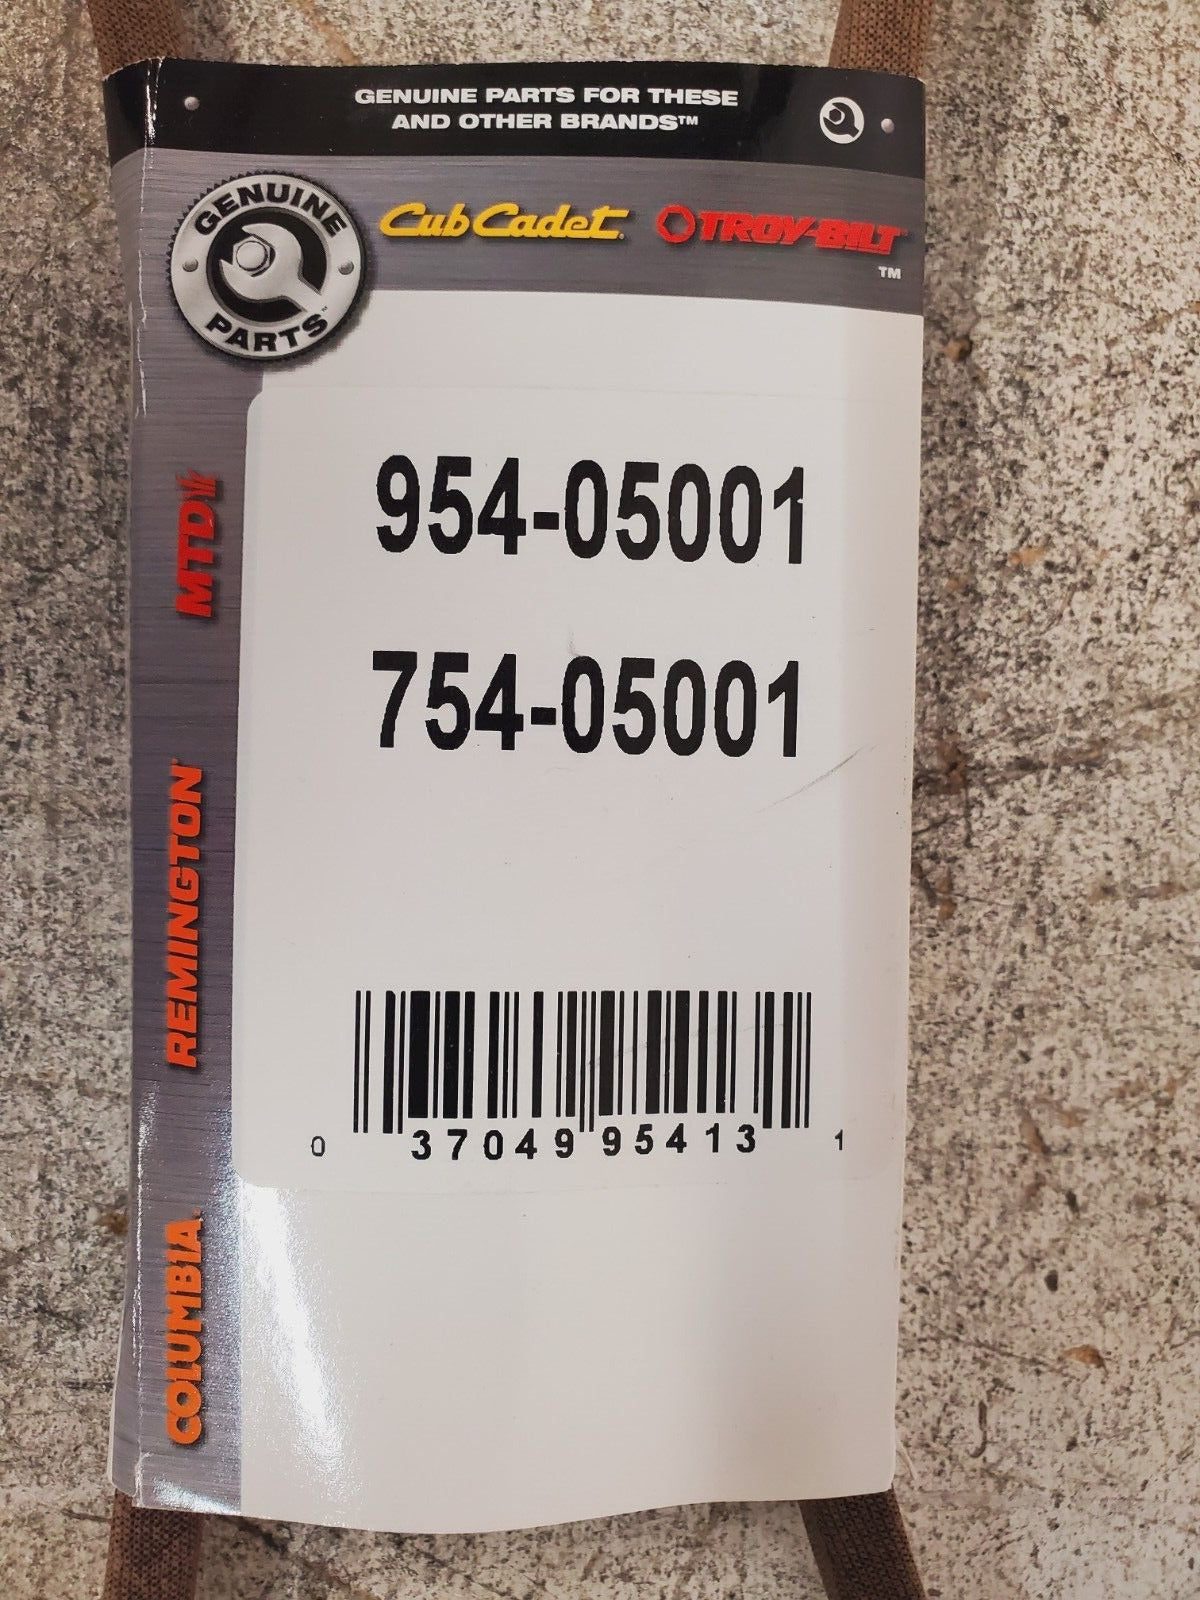 GENUINE PARTS FOR THESE
AND OTHER BRANDS™
GENUINE
PARTS™
Cub Cadet®
TROY-BILT
™
954-05001
754-05001
MTD
REMINGTON
COLUMBIA
0 37049 95413 1